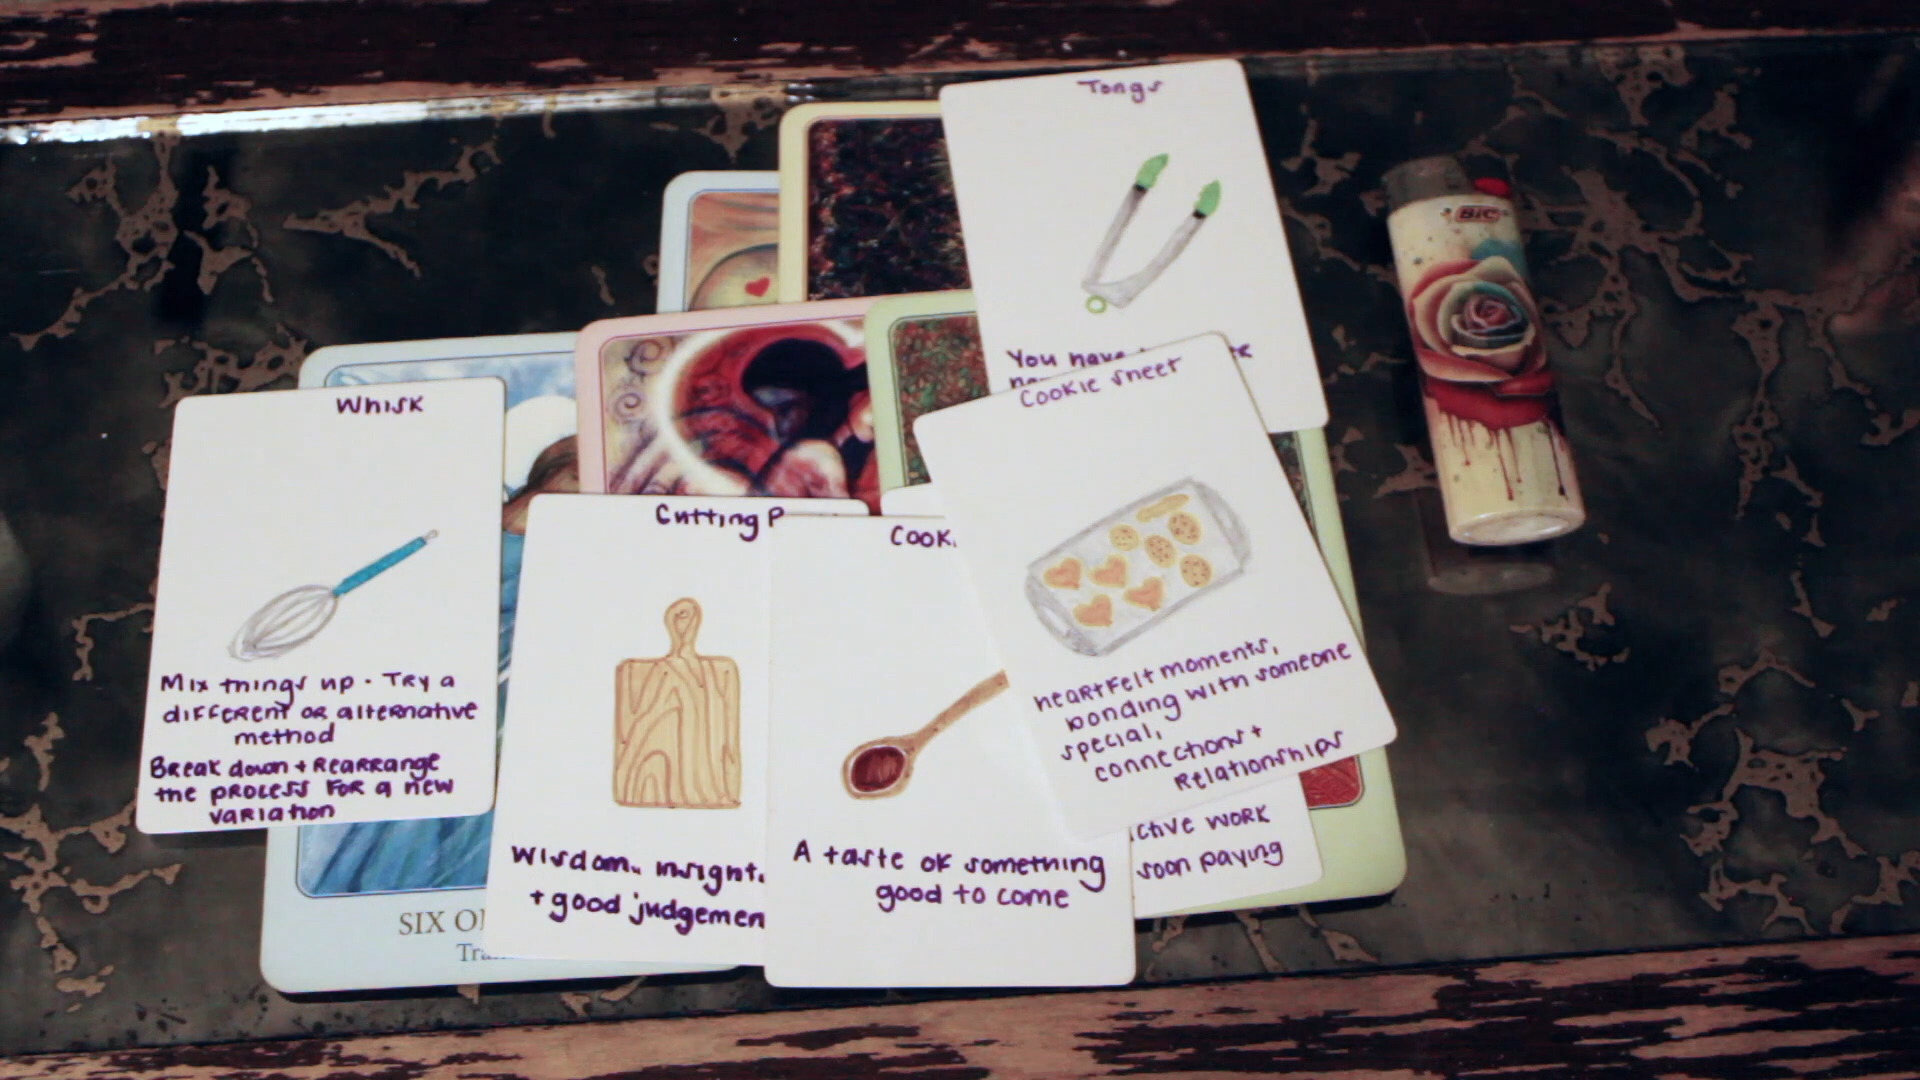 Tongs
You have
BIC
Cookie sheet
heartfelt moments,
bonding with someone
special,
connections +
Relationships
Whisk
Mix things up. Try a
different or alternative
method
Break down + Rearrange
the process for a new
variation
Cutting
Wisdom, insight,
+ good judgemen
Cook
A taste of something
good to come
ctive work
soon paying
SIX